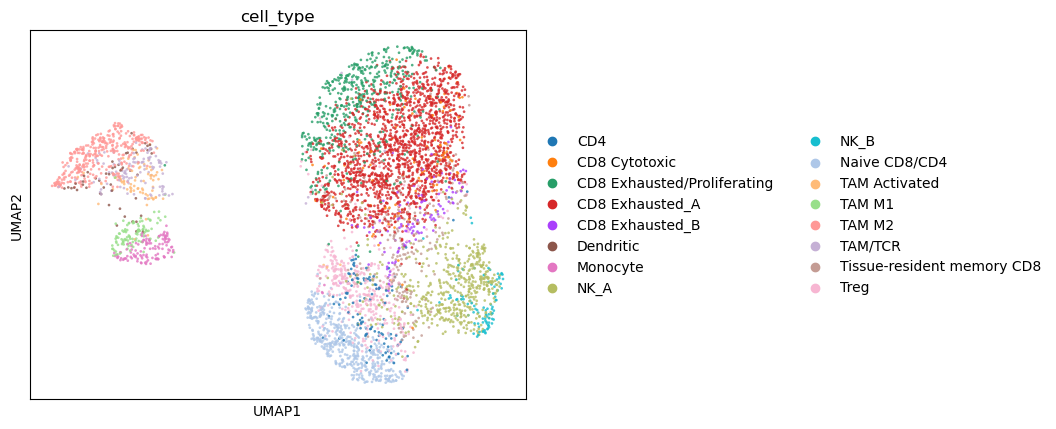 cell_type
UMAP2
UMAP1
CD4
CD8 Cytotoxic
CD8 Exhausted/Proliferating
CD8 Exhausted_A
CD8 Exhausted_B
Dendritic
Monocyte
NK_A
NK_B
Naive CD8/CD4
TAM Activated
TAM M1
TAM M2
TAM/TCR
Tissue-resident memory CD8
Treg